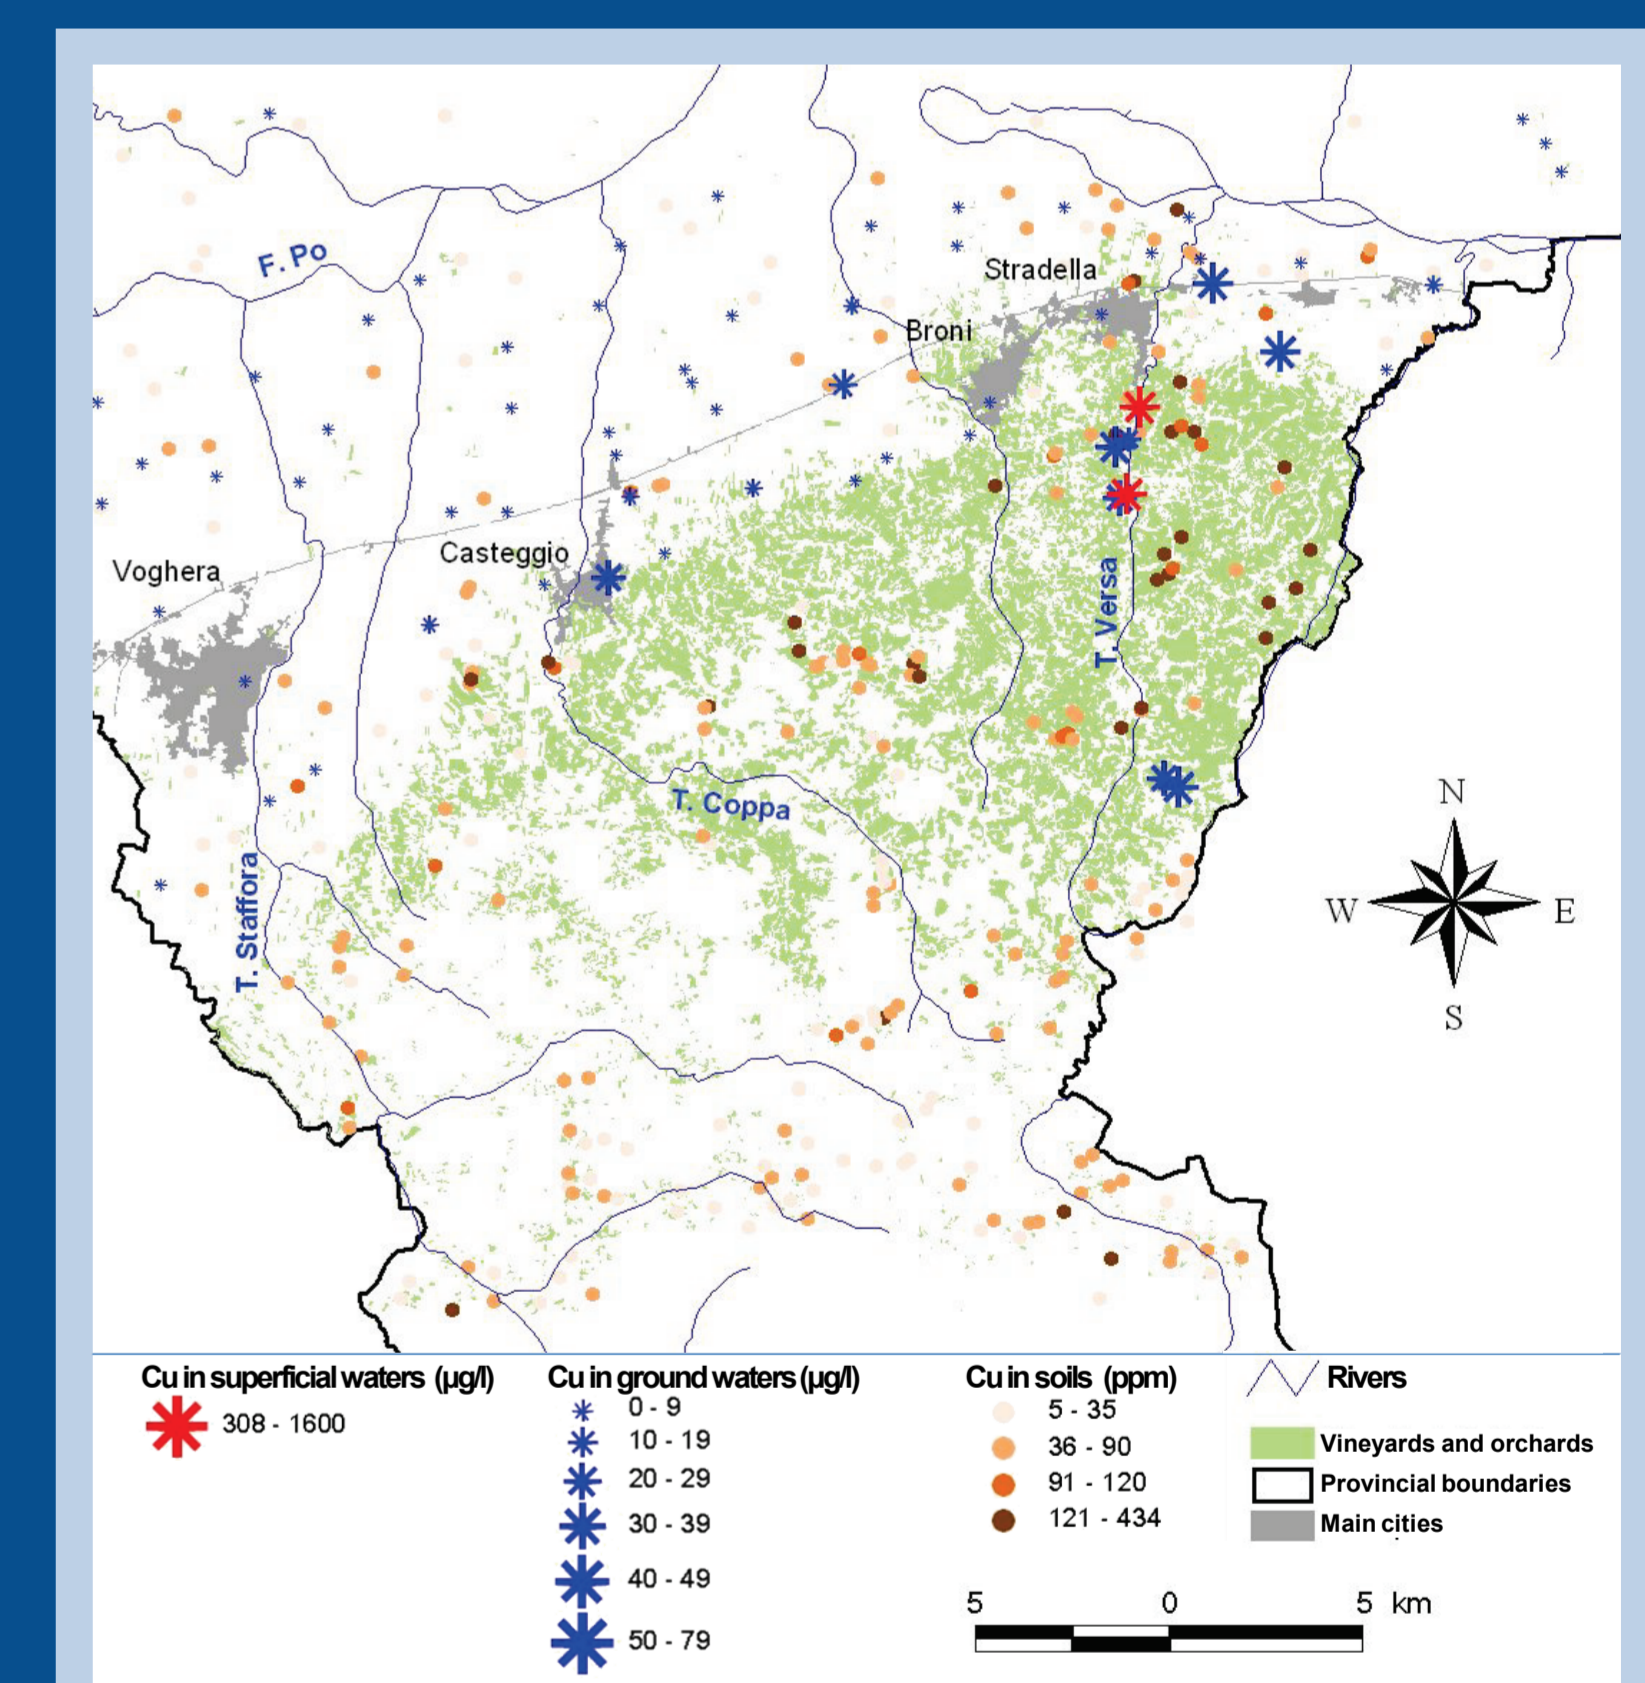 F. Po
Stradella
Broni
Casteggio
Voghera
T. Versa
T. Coppa
T. Staffora
N
W E
S
Cu in superficial waters (µg/l)
308 - 1600
Cu in ground waters (µg/l)
0 - 9
10 - 19
20 - 29
30 - 39
40 - 49
50 - 79
Cu in soils (ppm)
5 - 35
36 - 90
91 - 120
121 - 434
Rivers
Vineyards and orchards
Provincial boundaries
Main cities
5 0 5 km